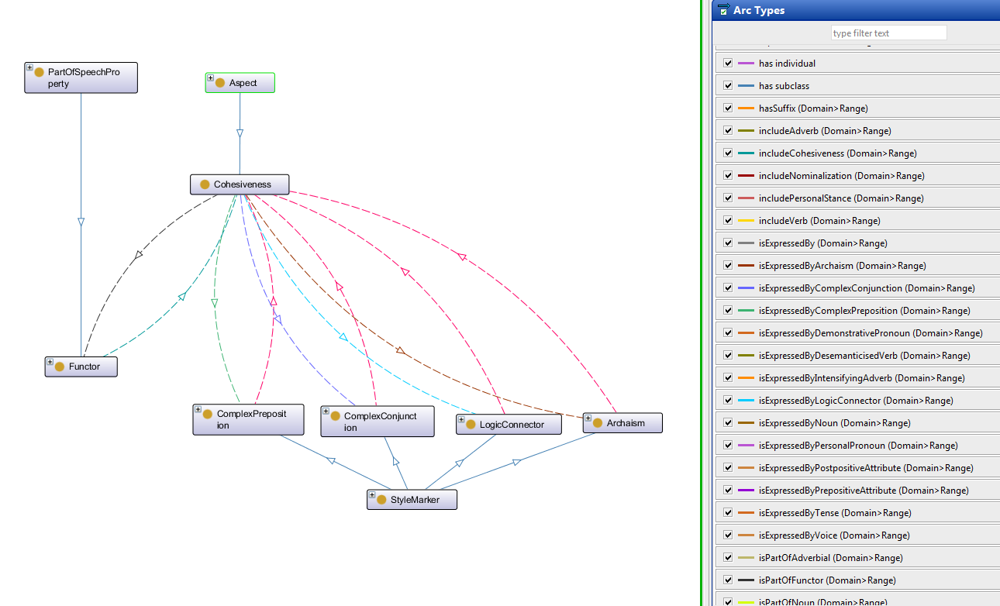 PartOfSpeechPro
perty
Aspect
Cohesiveness
Functor
ComplexPreposit
ion
ComplexConjunct
ion
LogicConnector
Archaism
StyleMarker
Arc Types
type filter text
has individual
has subclass
hasSuffix (Domain>Range)
includeAdverb (Domain>Range)
includeCohesiveness (Domain>Range)
includeNominalization (Domain>Range)
includePersonalStance (Domain>Range)
includeVerb (Domain>Range)
isExpressedBy (Domain>Range)
isExpressedByArchaism (Domain>Range)
isExpressedByComplexConjunction (Domain>Range)
isExpressedByComplexPreposition (Domain>Range)
isExpressedByDemonstrativePronoun (Domain>Range)
isExpressedByDesemanticisedVerb (Domain>Range)
isExpressedByIntensifyingAdverb (Domain>Range)
isExpressedByLogicConnector (Domain>Range)
isExpressedByNoun (Domain>Range)
isExpressedByPersonalPronoun (Domain>Range)
isExpressedByPostpositiveAttribute (Domain>Range)
isExpressedByPrepositiveAttribute (Domain>Range)
isExpressedByTense (Domain>Range)
isExpressedByVoice (Domain>Range)
isPartOfAdverbial (Domain>Range)
isPartOfFunctor (Domain>Range)
isPartOfNoun (Domain>Range)